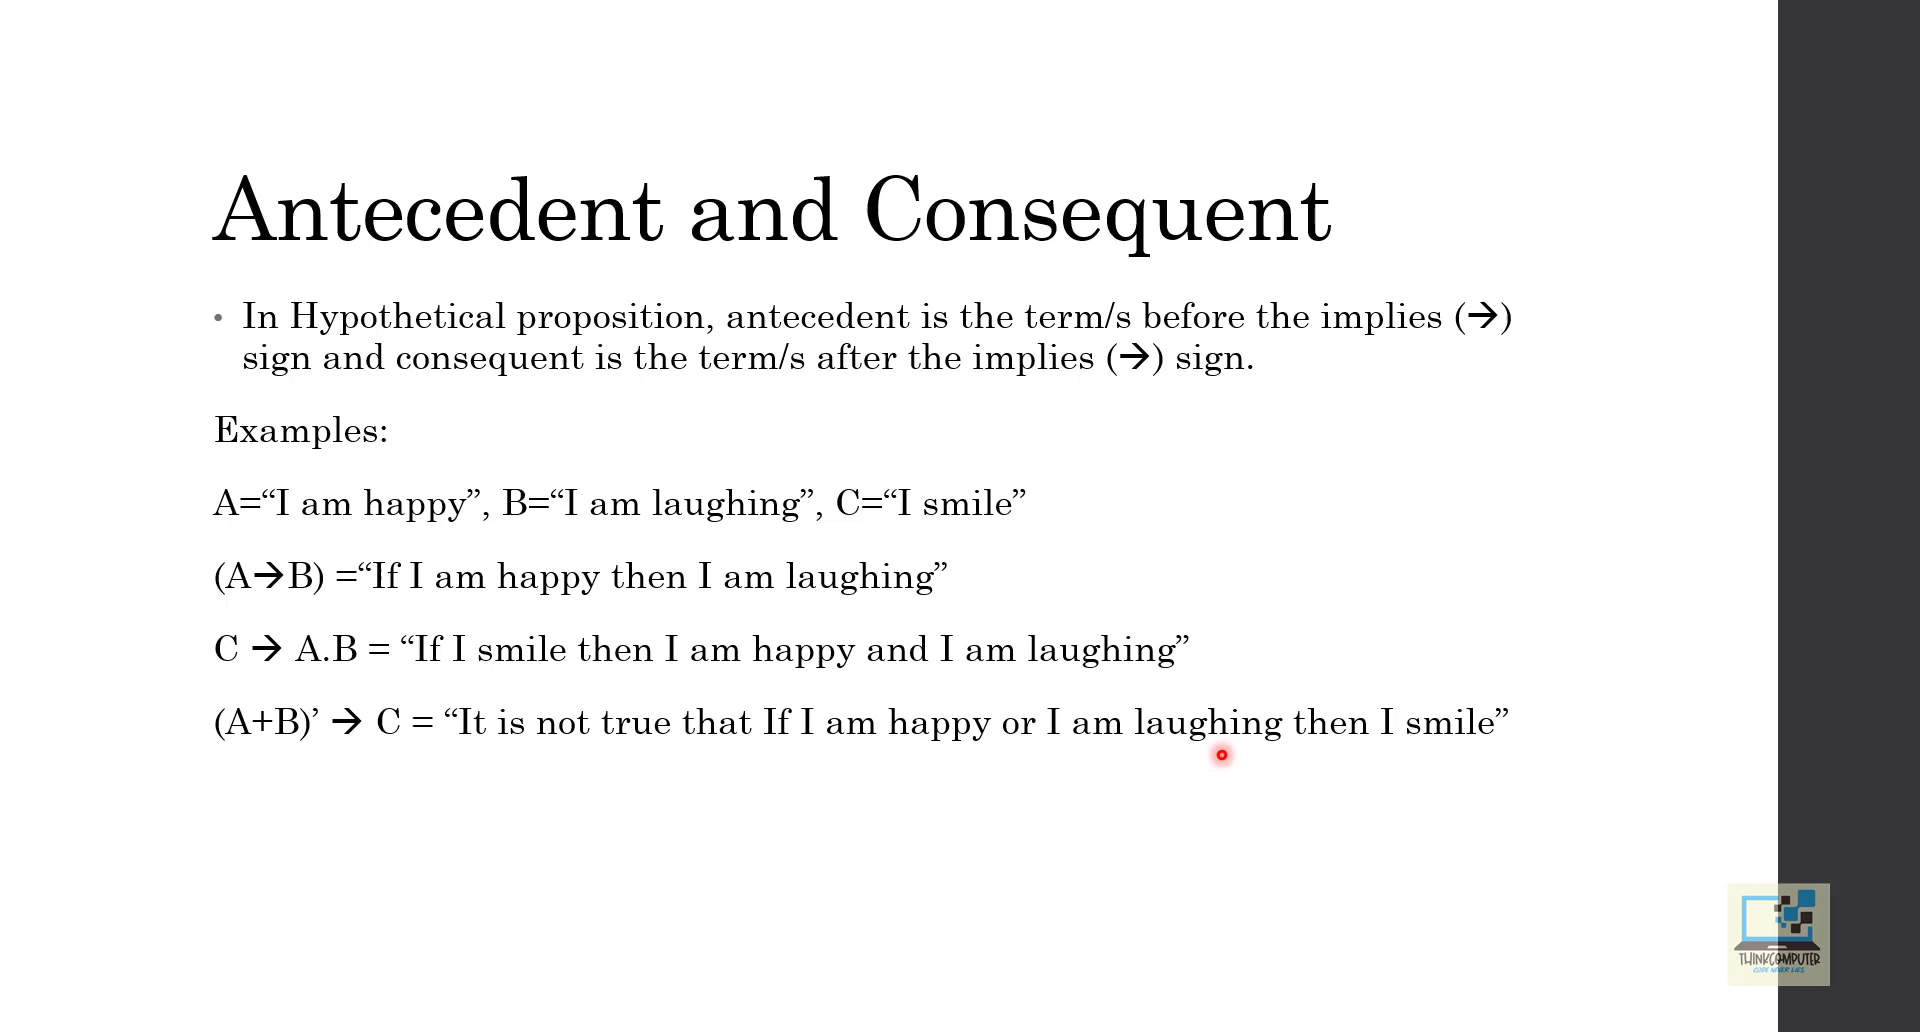 Antecedent and Consequent
• In Hypothetical proposition, antecedent is the term/s before the implies (→)
sign and consequent is the term/s after the implies (→) sign.
Examples:
A=“I am happy”, B=“I am laughing”, C=“I smile”
(A→B) =“If I am happy then I am laughing”
C → A.B = “If I smile then I am happy and I am laughing”
(A+B)’ → C = “It is not true that If I am happy or I am laughing then I smile”
THINKCOMPUTER
CODE NEVER LIES